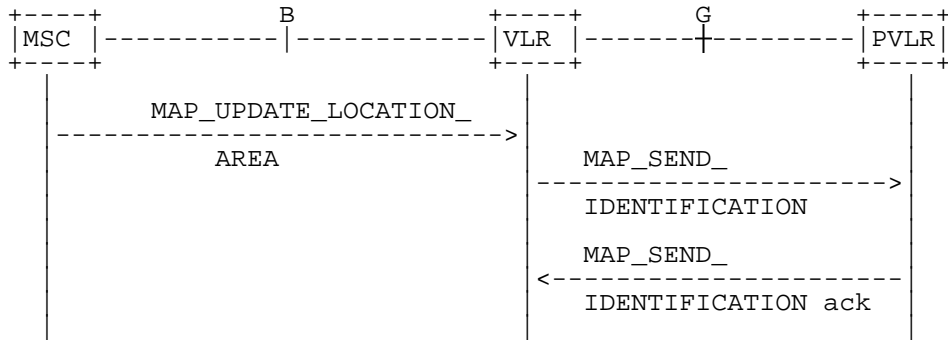 B G
MSC VLR PVLR
MAP_UPDATE_LOCATION_
AREA MAP_SEND_
IDENTIFICATION
MAP_SEND_
IDENTIFICATION ack